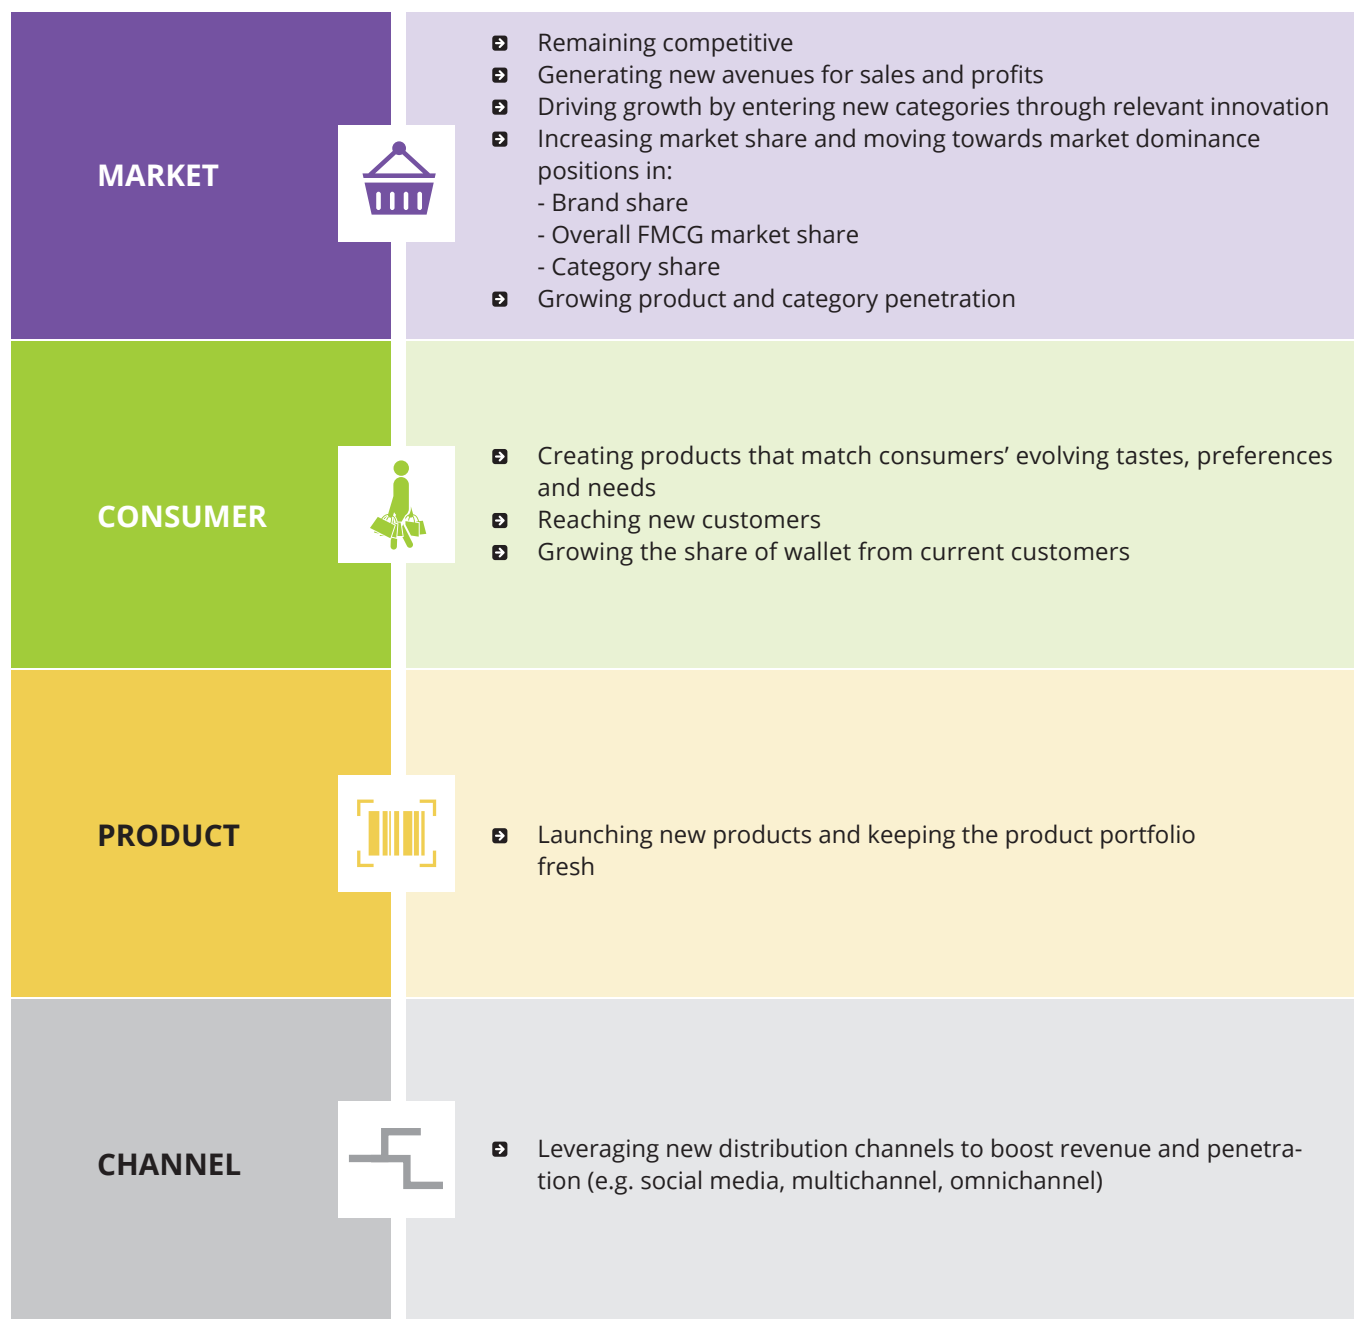 MARKET
Remaining competitive
Generating new avenues for sales and profits
Driving growth by entering new categories through relevant innovation
Increasing market share and moving towards market dominance
positions in:
- Brand share
- Overall FMCG market share
- Category share
Growing product and category penetration
CONSUMER
Creating products that match consumers’ evolving tastes, preferences
and needs
Reaching new customers
Growing the share of wallet from current customers
PRODUCT
Launching new products and keeping the product portfolio
fresh
CHANNEL
Leveraging new distribution channels to boost revenue and penetra-
tion (e.g. social media, multichannel, omnichannel)